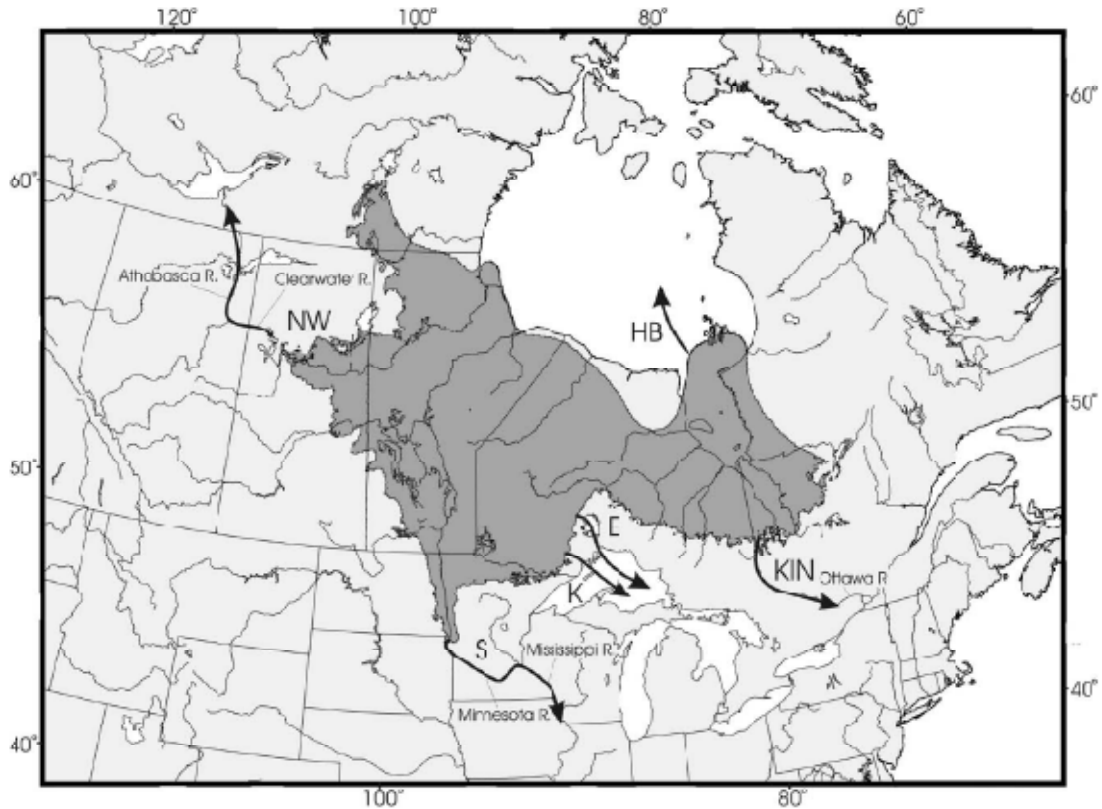 120° 100° 80° 60°
60°
60°
Athabasca R. Clearwater R.
NW
HB
50°
50°
E
K
KIN Ottawa R
S Mississippi R.
Minnesota R.
40°
40°
100° 80°